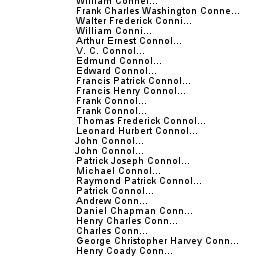 William Connel...
Frank Charles Washington Conne...
Walter Frederick Conni...
William Conni...
Arthur Ernest Connol...
V. C. Connol...
Edmund Connol...
Edward Connol...
Francis Patrick Connol...
Francis Henry Connol...
Frank Connol...
Frank Connol...
Thomas Frederick Connol...
Leonard Hurbert Connol...
John Connol...
John Connol...
Patrick Joseph Connol...
Michael Connol...
Raymond Patrick Connol...
Patrick Connol...
Andrew Conn...
Daniel Chapman Conn...
Henry Charles Conn...
Charles Conn...
George Christopher Harvey Conn...
Henry Coady Conn...